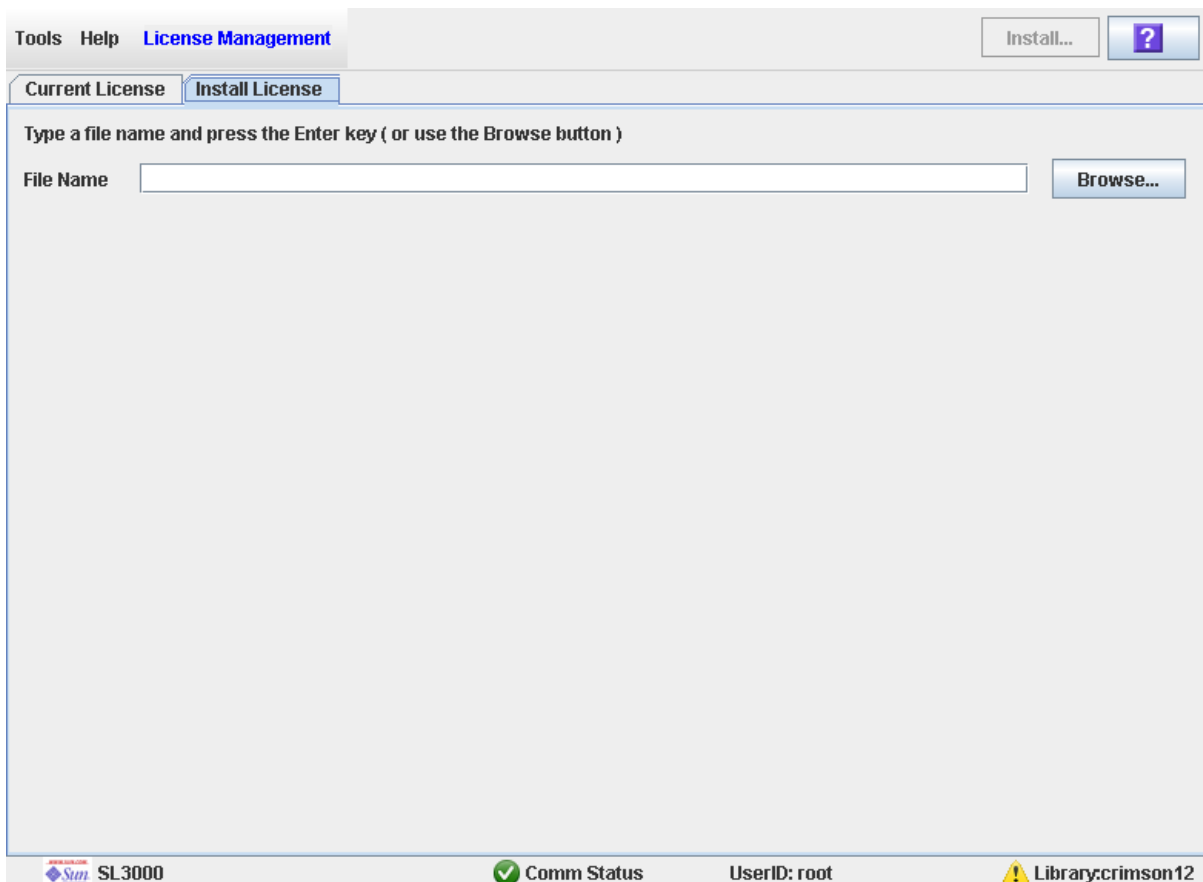 Tools Help License Management Install... ?
Current License Install License
Type a file name and press the Enter key ( or use the Browse button )
File Name Browse...
Sun SL3000 Comm Status UserID: root Library:crimson12